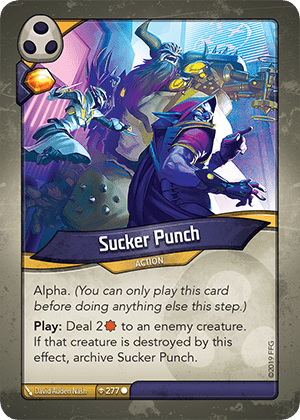 Sucker Punch
ACTION
Alpha. (You can only play this card
before doing anything else this step.)
Play: Deal 2 to an enemy creature.
If that creature is destroyed by this
effect, archive Sucker Punch.
David Auden Nash
277
©2019 FFG